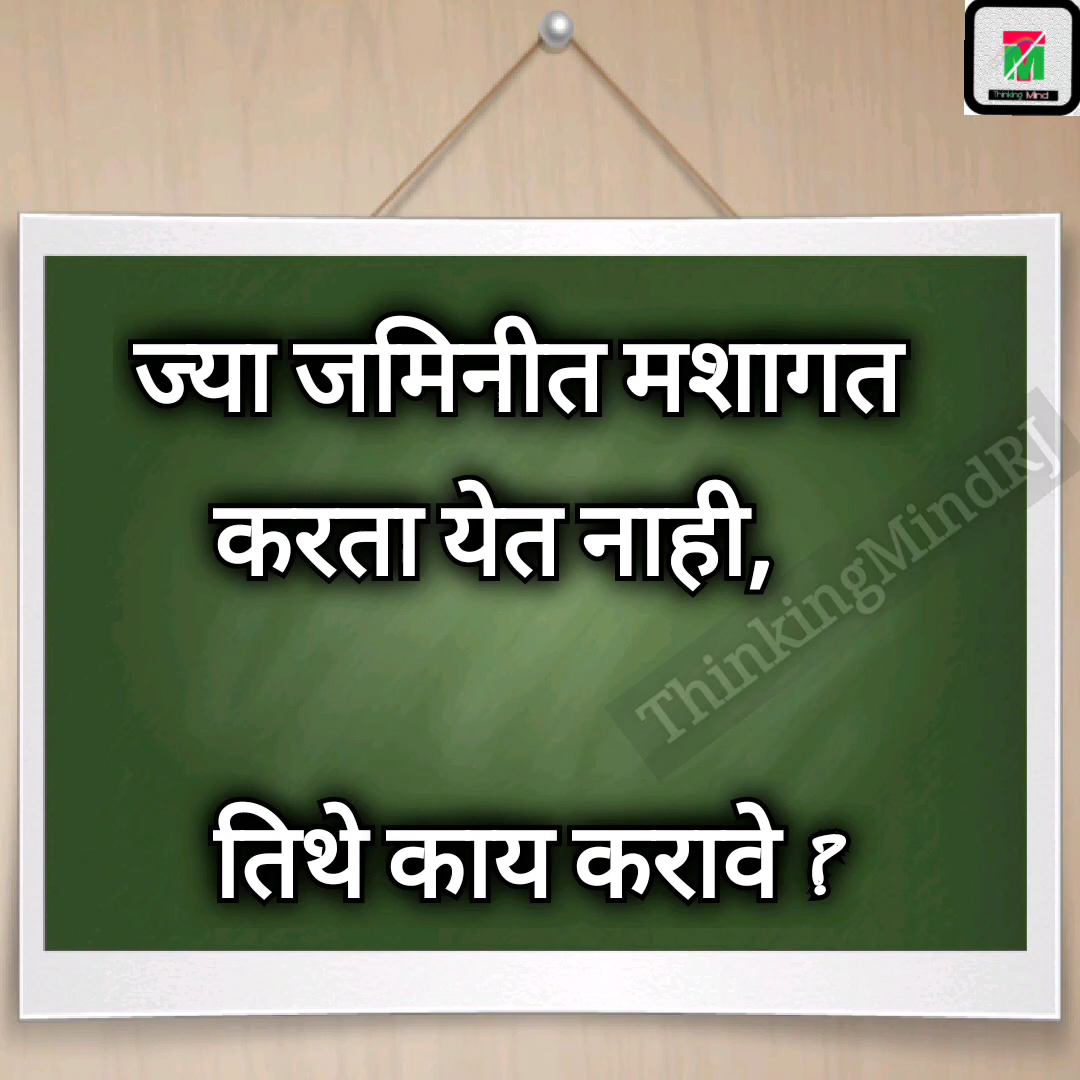 Thinking Mind
ज्या जमिनीत मशागत
करता येत नाही,
ThinkingMindRJ
तिथे काय करावे ?